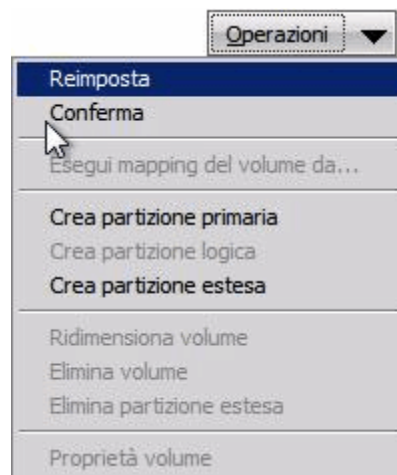 Operazioni
Reimposta
Conferma
Esegui mapping del volume da...
Crea partizione primaria
Crea partizione logica
Crea partizione estesa
Ridimensiona volume
Elimina volume
Elimina partizione estesa
Proprietà volume